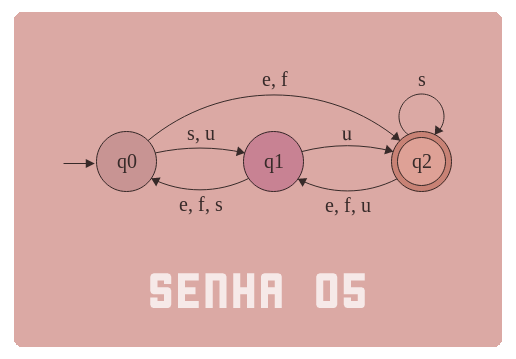 e, f
s
s, u
u
q0
q1
q2
e, f, s
e, f, u
SENHA 05